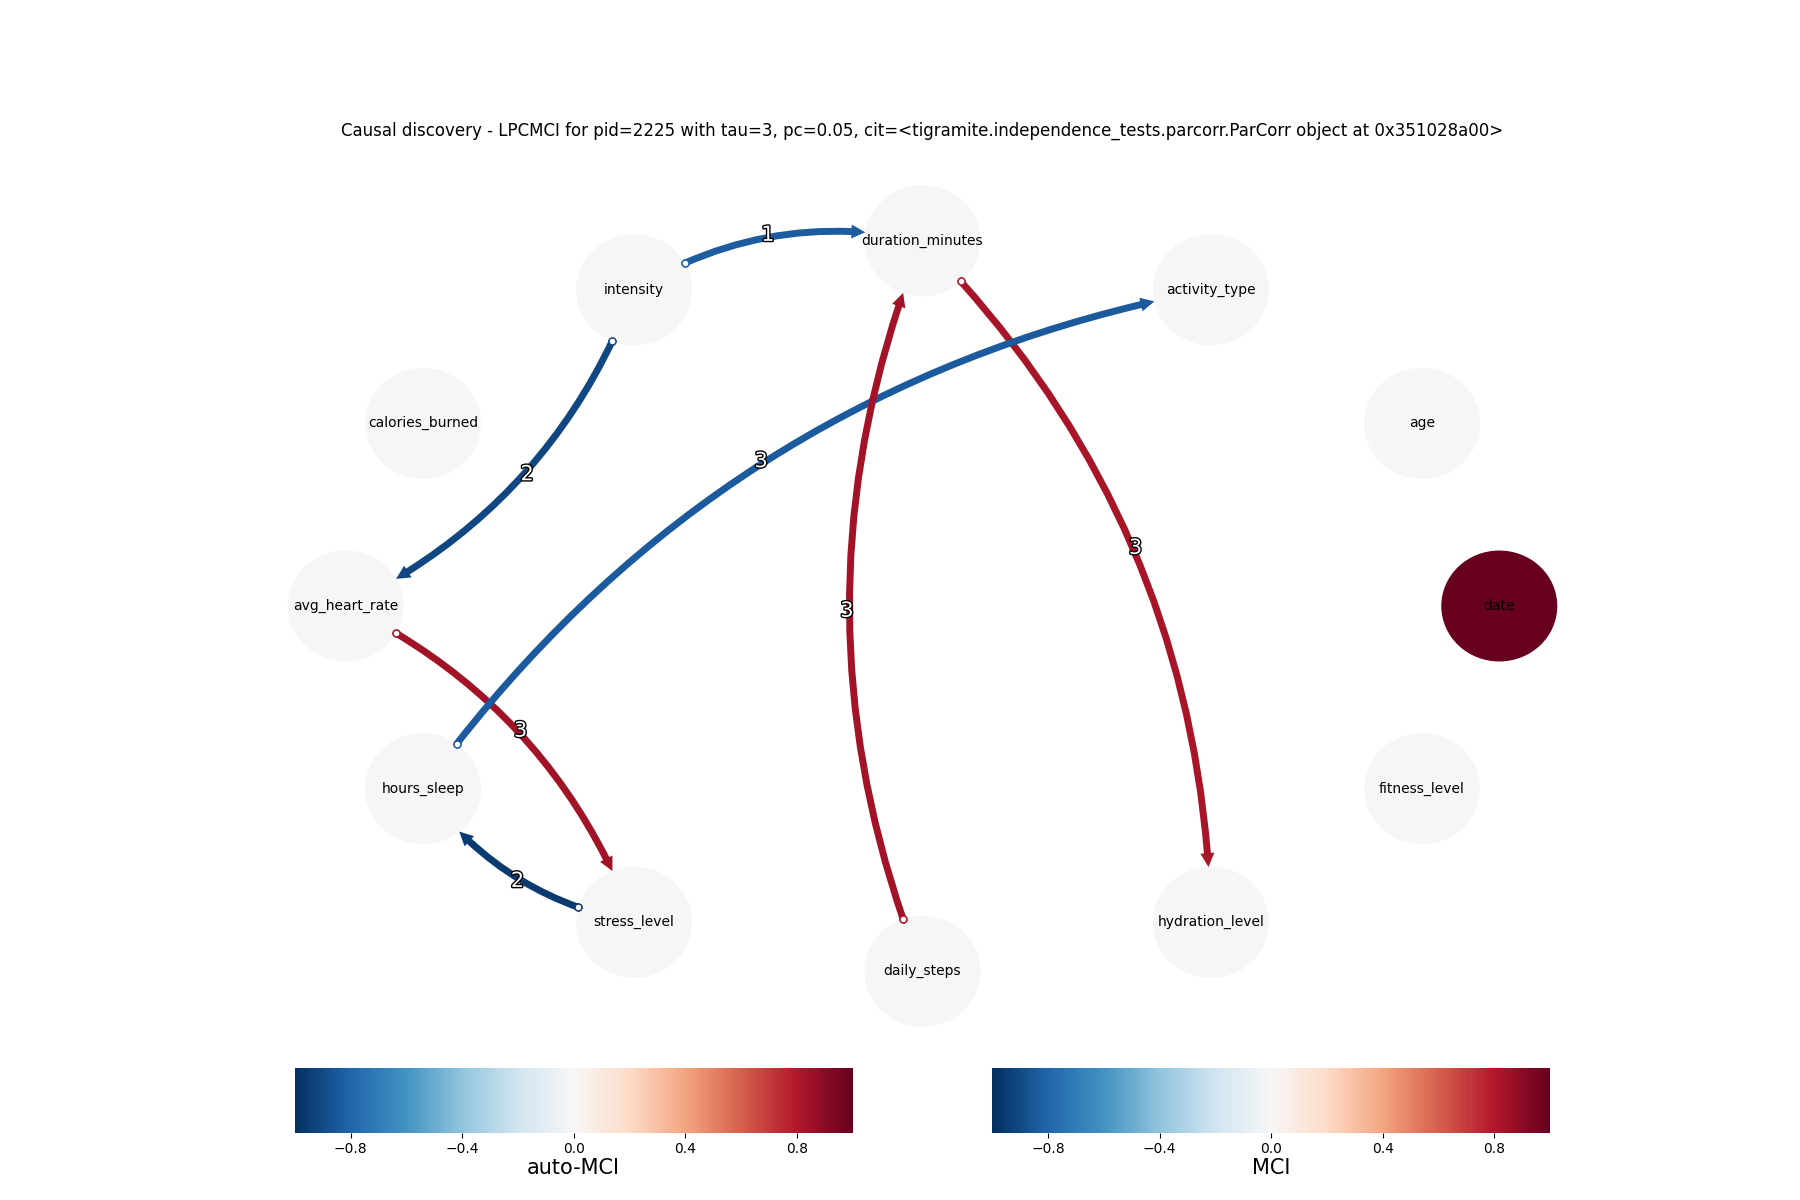 Causal discovery - LPCMCI for pid=2225 with tau=3, pc=0.05, cit=<tigramite.independence_tests.parcorr.ParCorr object at 0x351028a00>
1
duration_minutes
intensity
activity_type
calories_burned
age
3
2
3
avg_heart_rate
3
date
3
hours_sleep
fitness_level
2
stress_level
hydration_level
daily_steps
−0.8 −0.4 0.0 0.4 0.8
auto-MCI
−0.8 −0.4 0.0 0.4 0.8
MCI